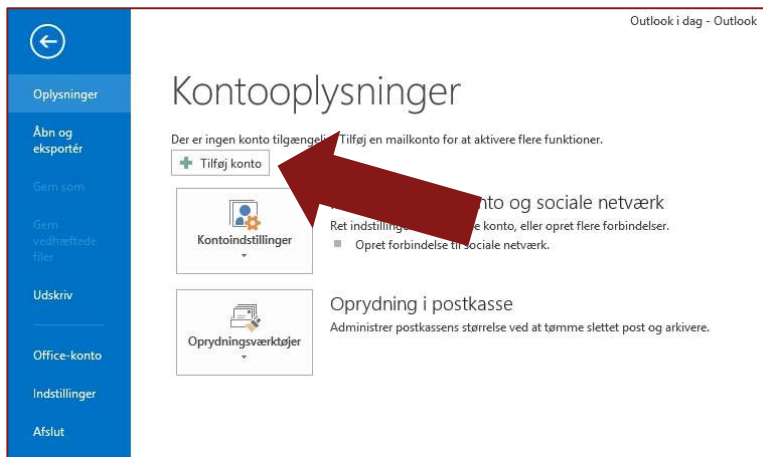 Outlook i dag - Outlook
Oplysninger
Åbn og
eksportér
Gem som
Gem
vedhæftede
filer
Udskriv
Office-konto
Indstillinger
Afslut
Kontooplysninger
Der er ingen konto Tilføj en mailkonto for at aktivere flere funktioner.
Tilføj konto
Kontoindstillinger
og sociale netværk
Ret konto, eller opret flere forbindelser.
Opret forbindelse til sociale netværk.
Oprydningsværktøjer
Oprydning i postkasse
Administrer postkassens størrelse ved at tømme slettet post og arkivere.